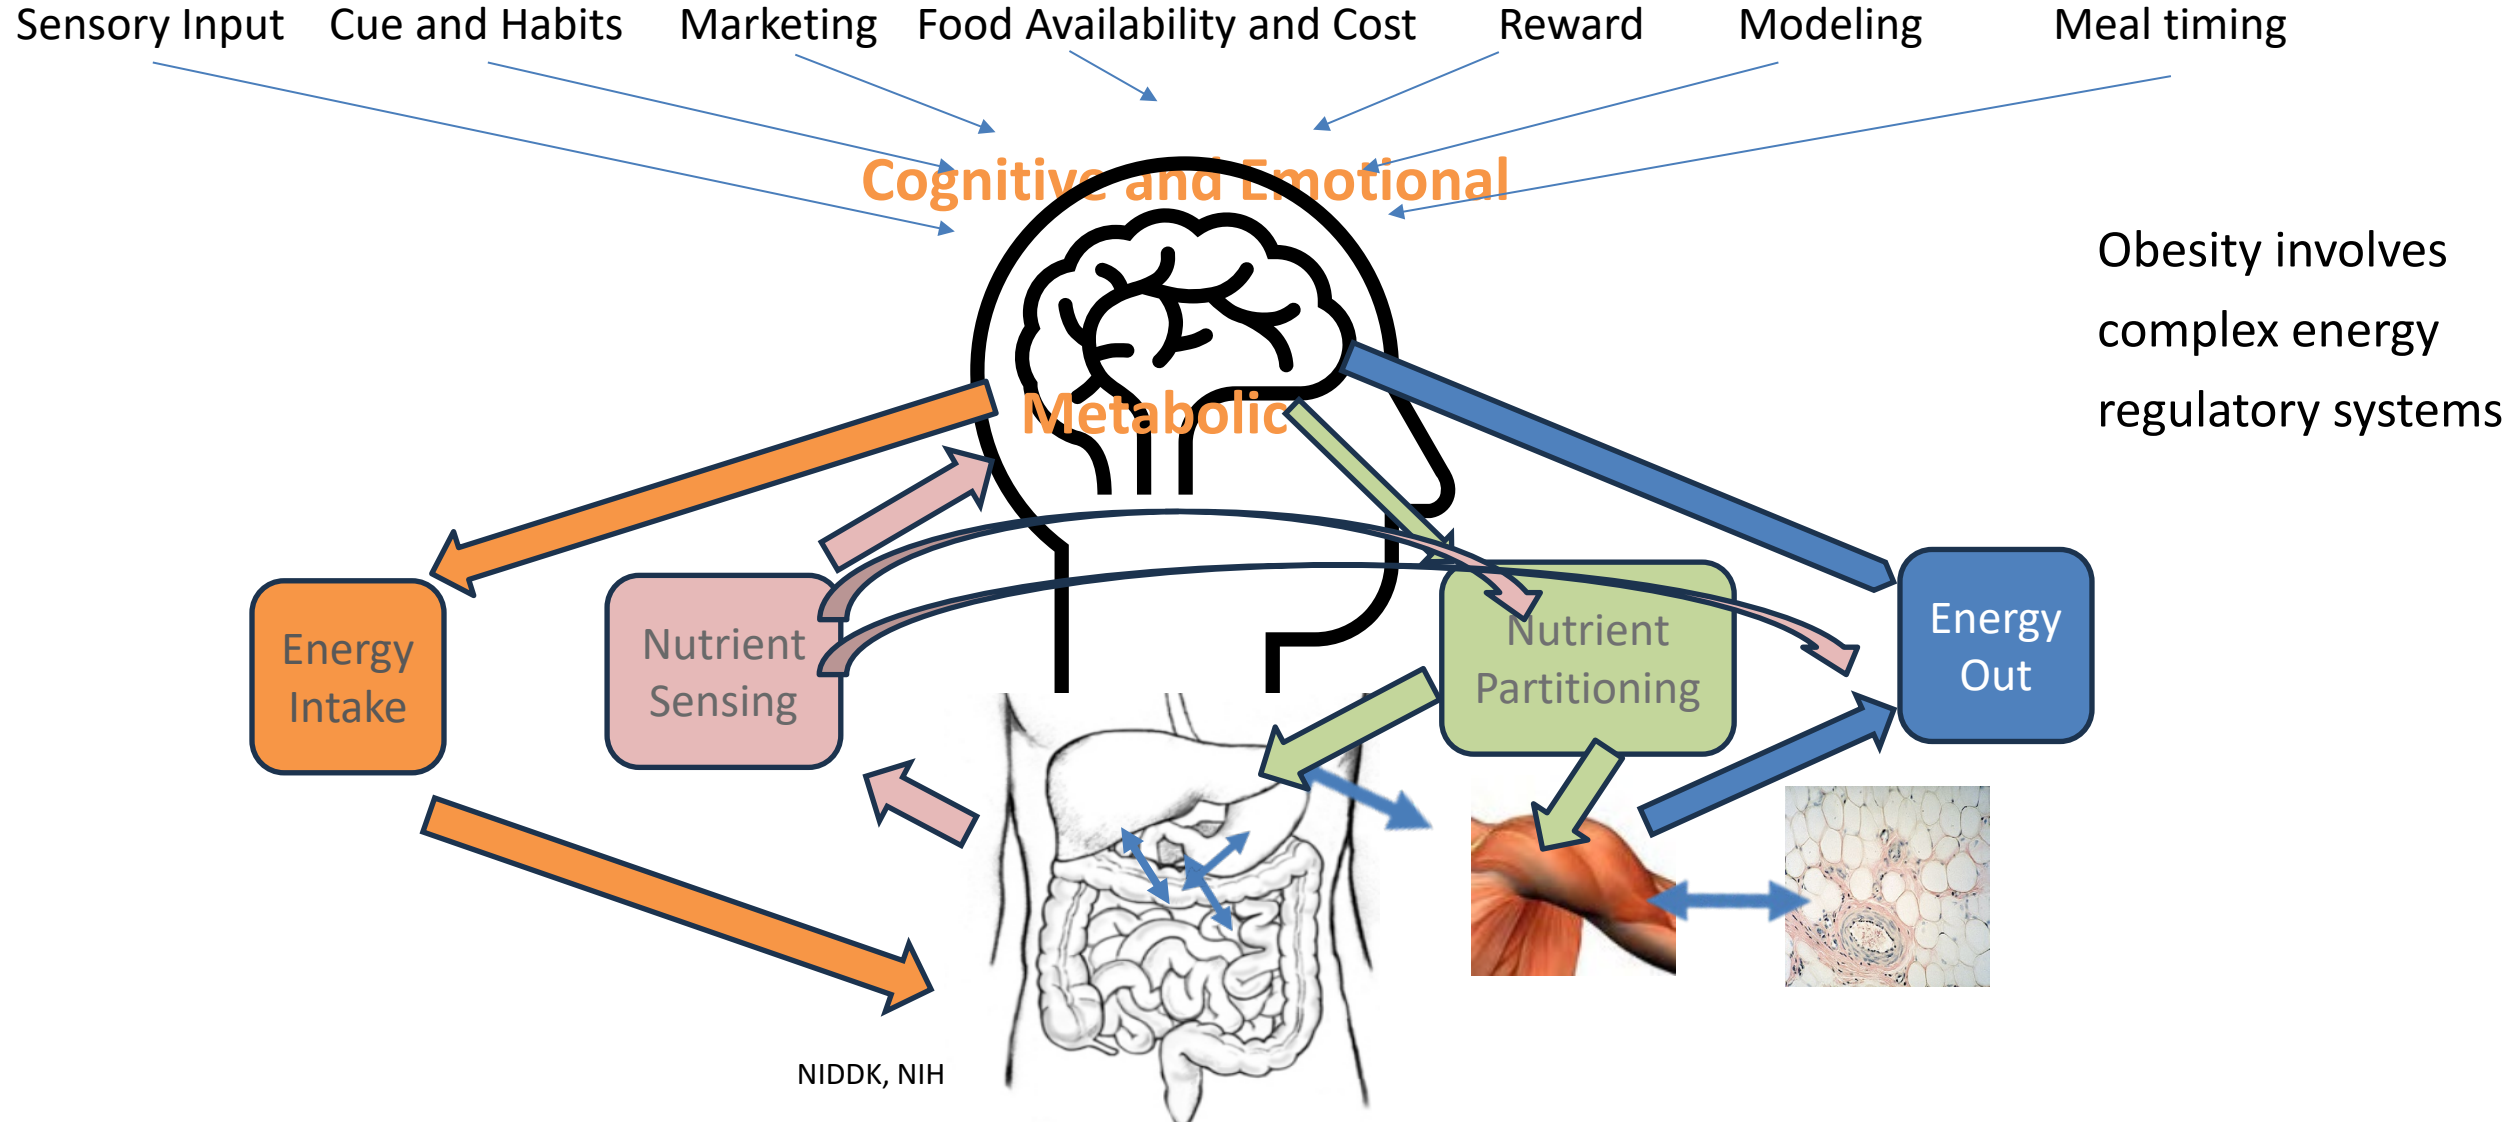 Sensory Input
Cue and Habits
Marketing
Food Availability and Cost
Reward
Modeling
Meal timing
Cognitive and Emotional
Obesity involves
complex energy
regulatory systems
Metabolic
Energy
Intake
Nutrient
Sensing
Nutrient
Partitioning
Energy
Out
NIDDK, NIH